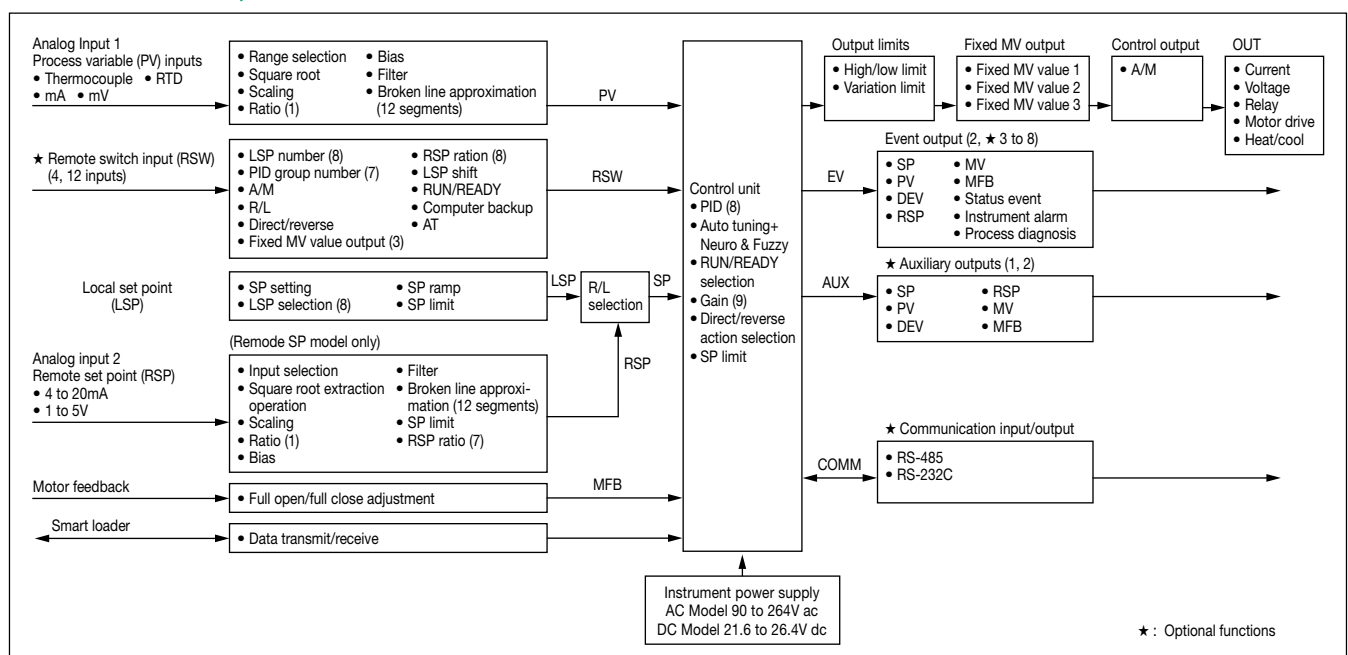 Analog Input 1
Process variable (PV) inputs
● Thermocouple ● RTD
● mA ● mV
● Range selection
● Square root
● Scaling
● Ratio (1)
● Bias
● Filter
● Broken line approximation
(12 segments)
PV
★ Remote switch input (RSW)
(4, 12 inputs)
● LSP number (8)
● PID group number (7)
● A/M
● R/L
● Direct/reverse
● Fixed MV value output (3)
● RSP ration (8)
● LSP shift
● RUN/READY
● Computer backup
● AT
RSW
Local set point
(LSP)
● SP setting
● LSP selection (8)
● SP ramp
● SP limit
LSP
R/L
selection
SP
RSP
Analog input 2
Remote set point (RSP)
● 4 to 20mA
● 1 to 5V
(Remode SP model only)
● Input selection
● Square root extraction
operation
● Scaling
● Ratio (1)
● Bias
● Filter
● Broken line approxi-
mation (12 segments)
● SP limit
● RSP ratio (7)
Motor feedback
● Full open/full close adjustment
MFB
Smart loader
● Data transmit/receive
Control unit
● PID (8)
● Auto tuning+
Neuro & Fuzzy
● RUN/READY
selection
● Gain (9)
● Direct/reverse
action selection
● SP limit
Instrument power supply
AC Model 90 to 264V ac
DC Model 21.6 to 26.4V dc
Output limits
● High/low limit
● Variation limit
Fixed MV output
● Fixed MV value 1
● Fixed MV value 2
● Fixed MV value 3
Control output
● A/M
OUT
● Current
● Voltage
● Relay
● Motor drive
● Heat/cool
EV
Event output (2, ★ 3 to 8)
● SP
● PV
● DEV
● RSP
● MV
● MFB
● Status event
● Instrument alarm
● Process diagnosis
AUX
★ Auxiliary outputs (1, 2)
● SP
● PV
● DEV
● RSP
● MV
● MFB
COMM
★ Communication input/output
● RS-485
● RS-232C
★ : Optional functions